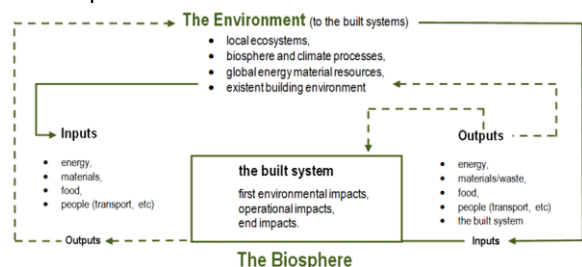 The Environment (to the built systems)
• local ecosystems,
• biosphere and climate processes,
• global energy material resources,
• existent building environment
Inputs
• energy,
• materials,
• food,
• people (transport, etc)
the built system
first environmental impacts,
operational impacts,
end impacts.
Outputs
• energy,
• materials/waste,
• food,
• people (transport, etc)
• the built system
Outputs
Inputs
The Biosphere